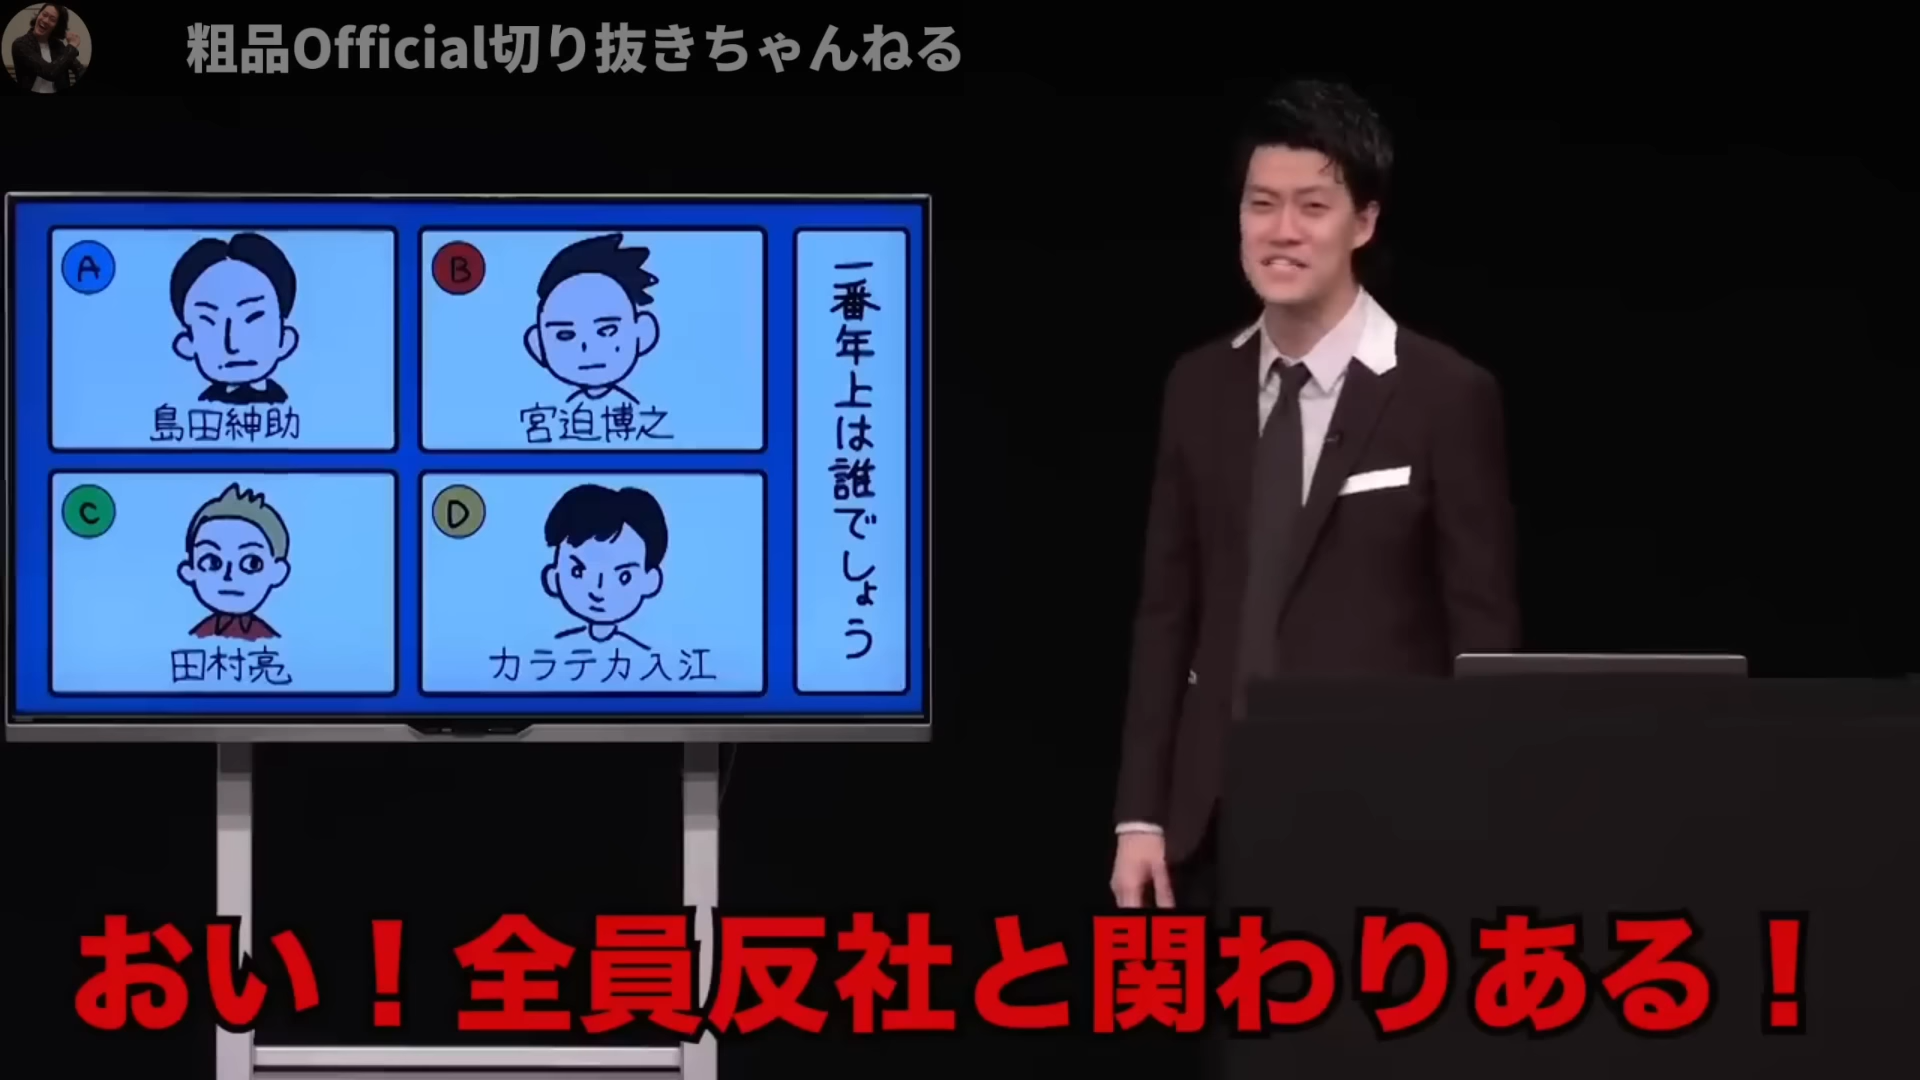 粗品Official切り抜きちゃんねる
A
島田紳助
B
宮迫博之
C
田村亮
D
カラテカ入江
一番年上は誰でしょう
おい！全員反社と関わりある！